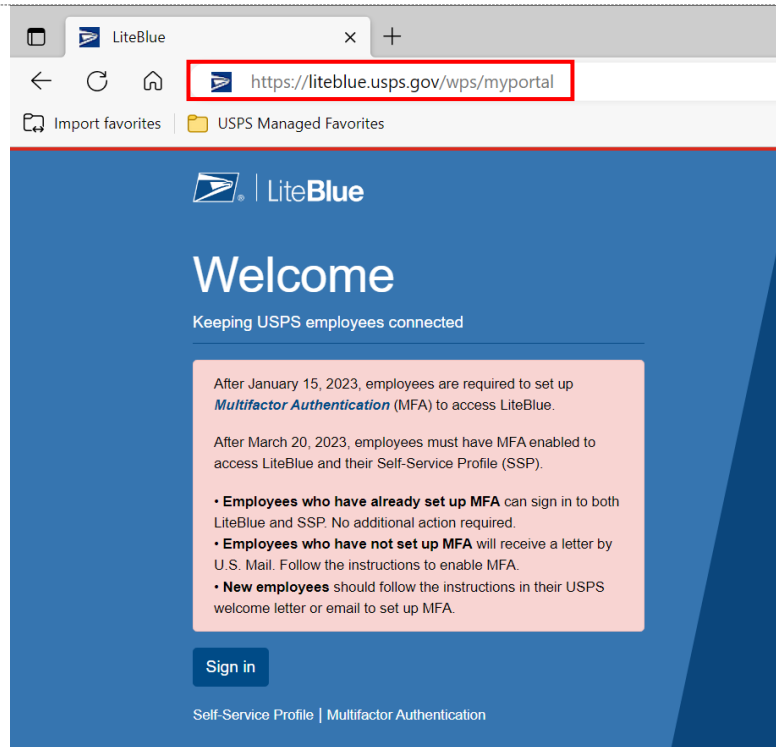 LiteBlue
https://liteblue.usps.gov/wps/myportal
Import favorites
USPS Managed Favorites
LiteBlue
Welcome
Keeping USPS employees connected
After January 15, 2023, employees are required to set up
Multifactor Authentication (MFA) to access LiteBlue.
After March 20, 2023, employees must have MFA enabled to
access LiteBlue and their Self-Service Profile (SSP).
• Employees who have already set up MFA can sign in to both
LiteBlue and SSP. No additional action required.
• Employees who have not set up MFA will receive a letter by
U.S. Mail. Follow the instructions to enable MFA.
• New employees should follow the instructions in their USPS
welcome letter or email to set up MFA.
Sign in
Self-Service Profile | Multifactor Authentication